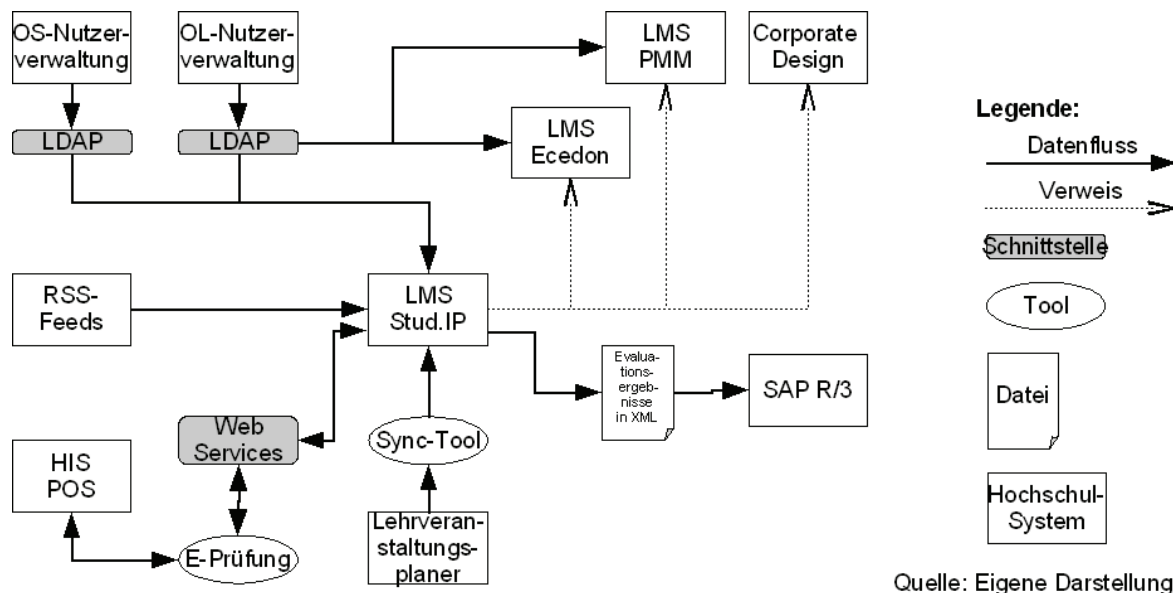 OS-Nutzer-
verwaltung
OL-Nutzer-
verwaltung
LMS
PMM
Corporate
Design
LDAP
LDAP
LMS
Ecedon
RSS-
Feeds
LMS
Stud.IP
Evalua-
tions-
ergeb-
nisse
in XML
SAP R/3
Web
Services
Sync-Tool
HIS
POS
E-Prüfung
Lehrveran-
staltungs-
planer
Legende:
Datenfluss
Verweis
Schnittstelle
Tool
Datei
Hochschul-
System
Quelle: Eigene Darstellung